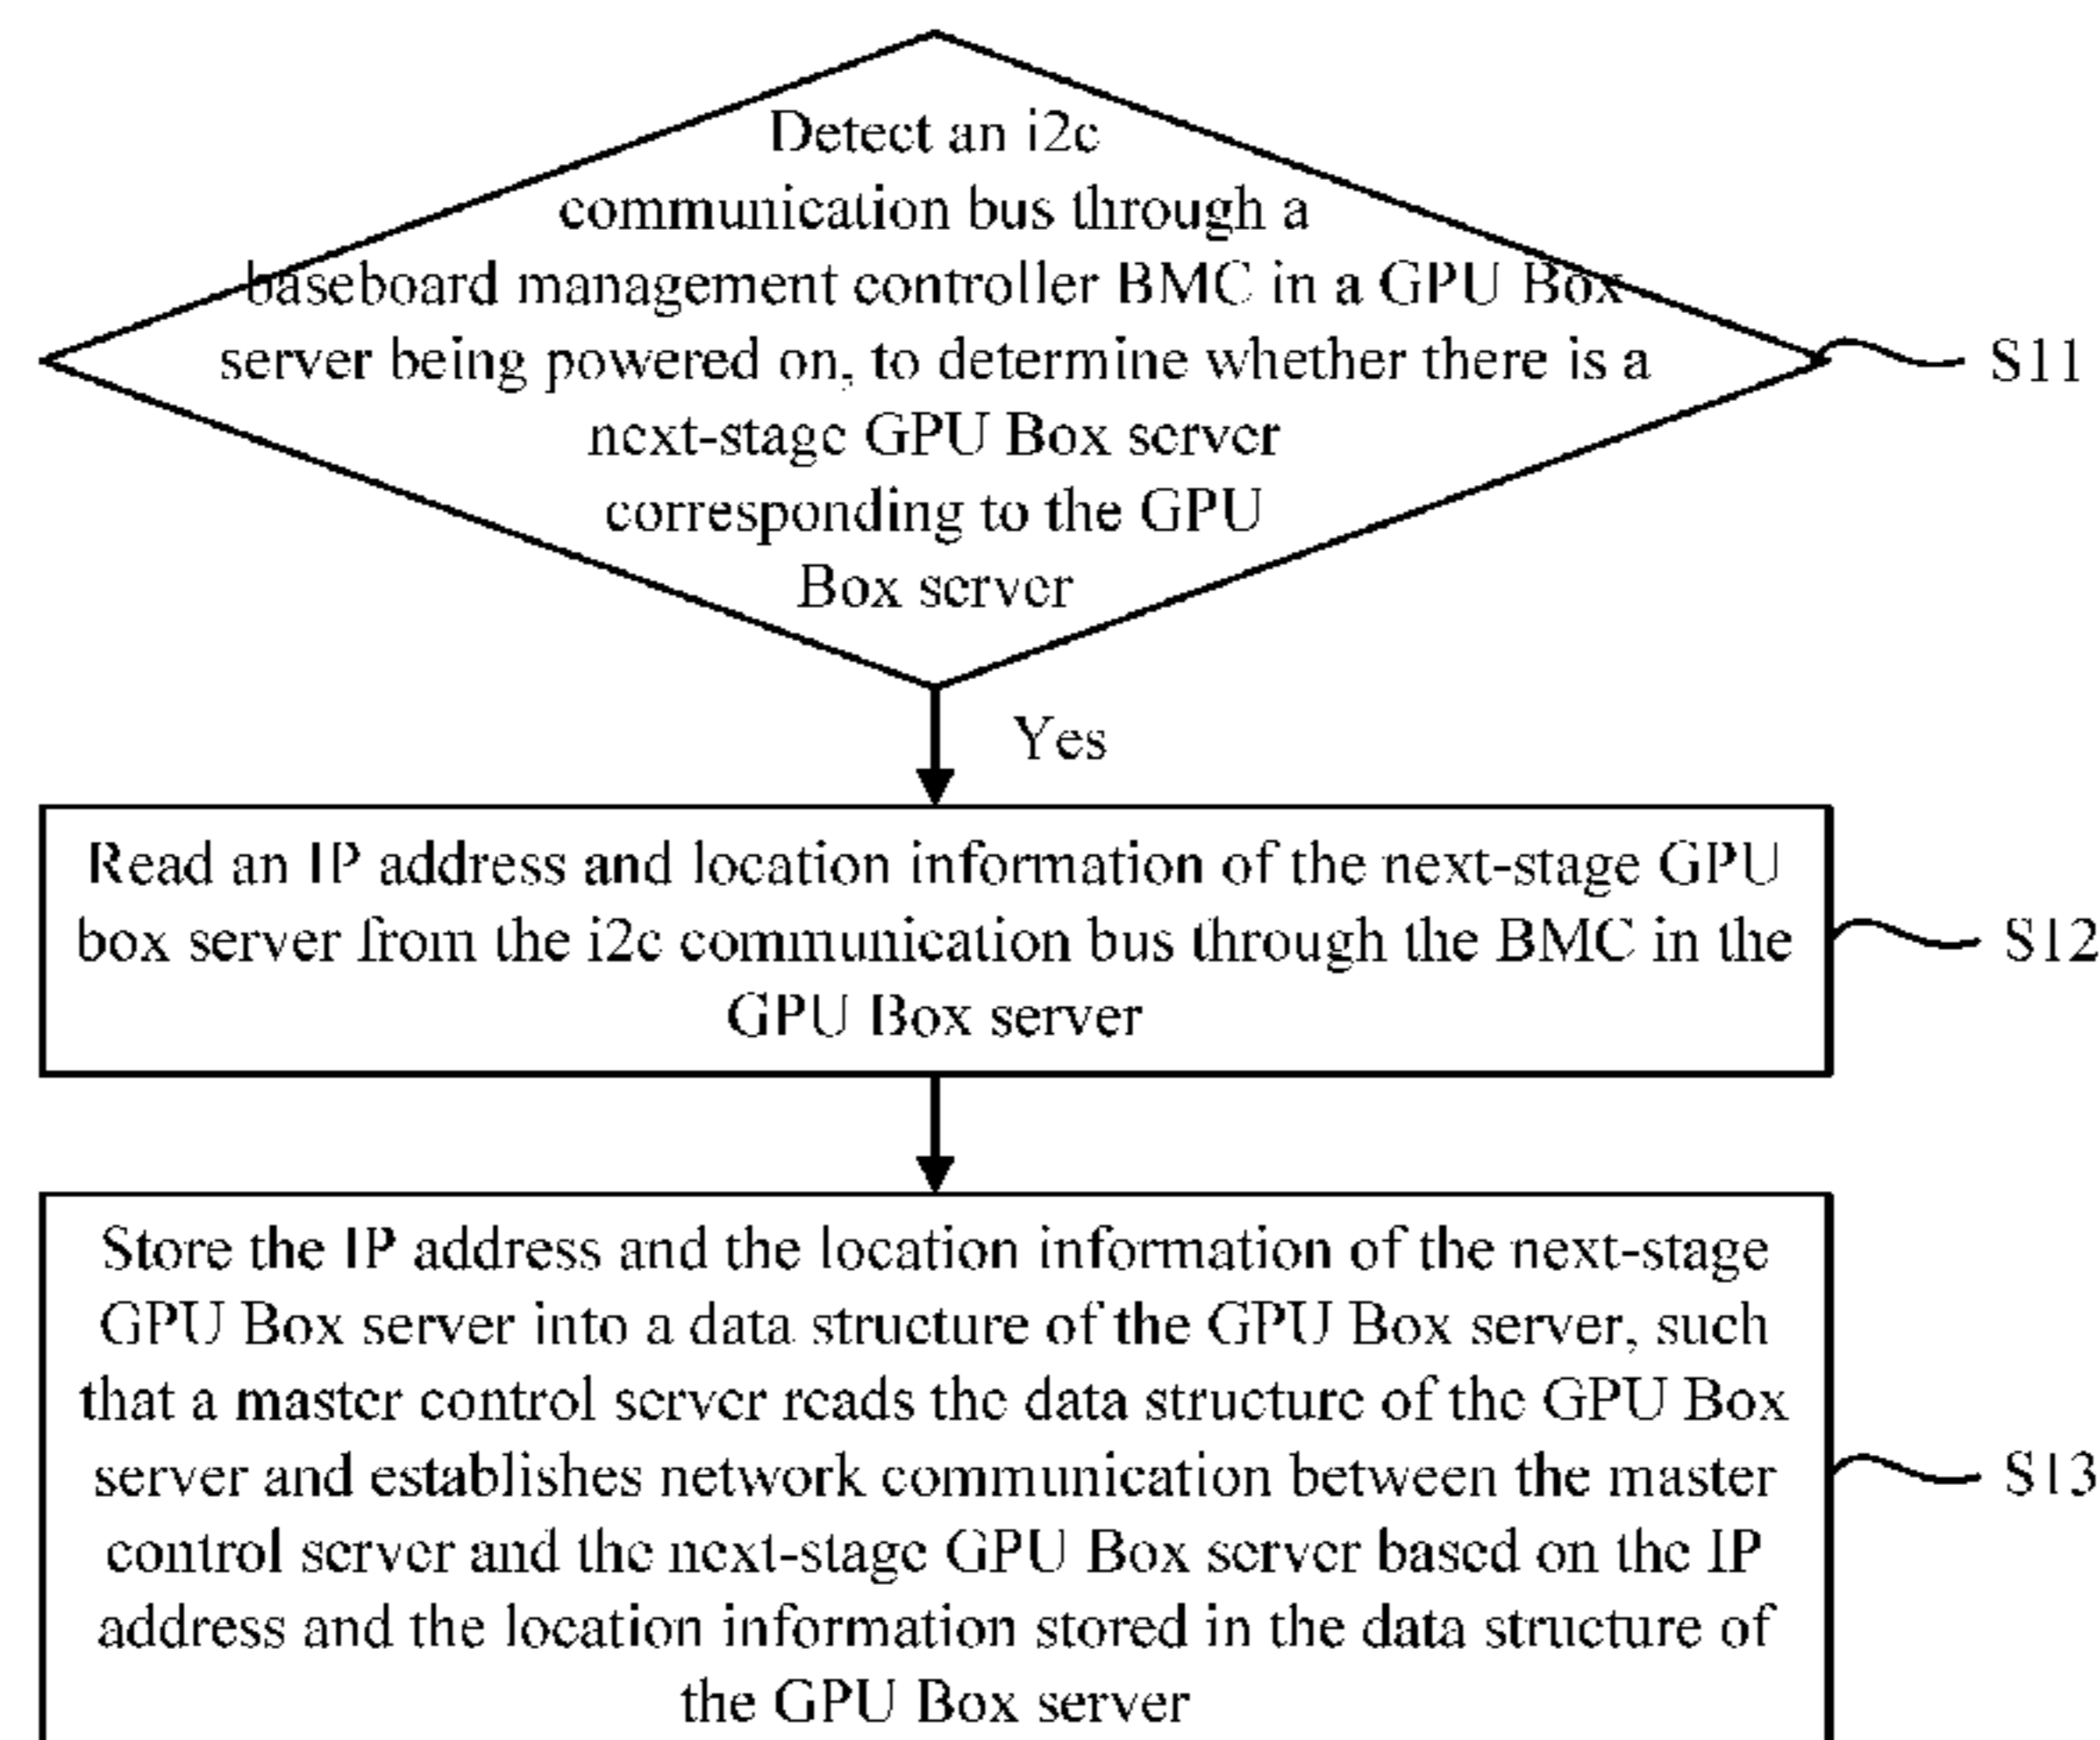 Detect an i2c
communication bus through a
baseboard management controller BMC in a GPU Box
server being powered on, to determine whether there is a
next-stage GPU Box server
corresponding to the GPU
Box server
S11
Yes
Read an IP address and location information of the next-stage GPU
box server from the i2c communication bus through the BMC in the
GPU Box server
S12
Store the IP address and the location information of the next-stage
GPU Box server into a data structure of the GPU Box server, such
that a master control server reads the data structure of the GPU Box
server and establishes network communication between the master
control server and the next-stage GPU Box server based on the IP
address and the location information stored in the data structure of
the GPU Box server
S13